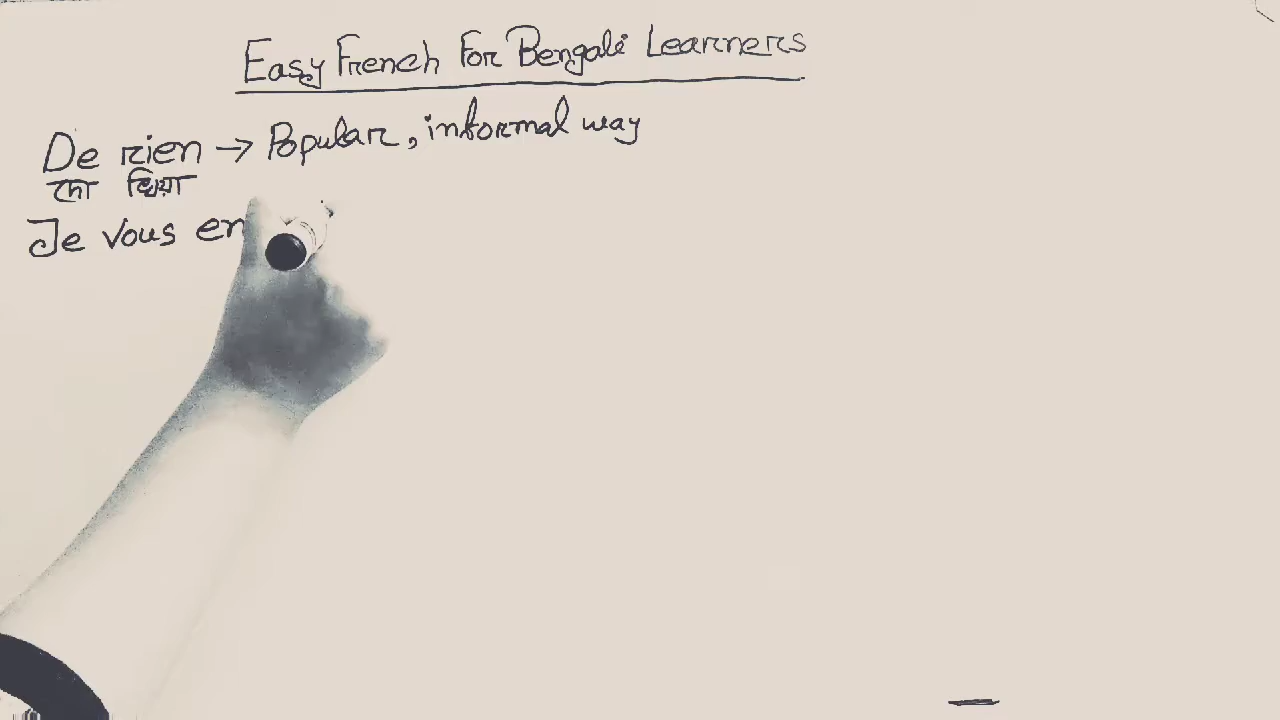 Easy French For Bengali Learners
De rien → Popular, informal way
দো খ্রিয়া
Je vous en